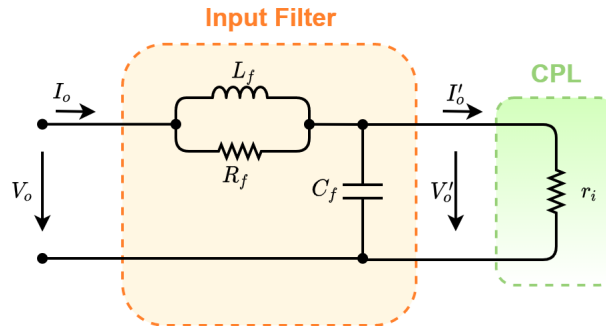 Input Filter
CPL
I_o
L_f
I'_o
R_f
C_f
V_o
V'_o
r_i